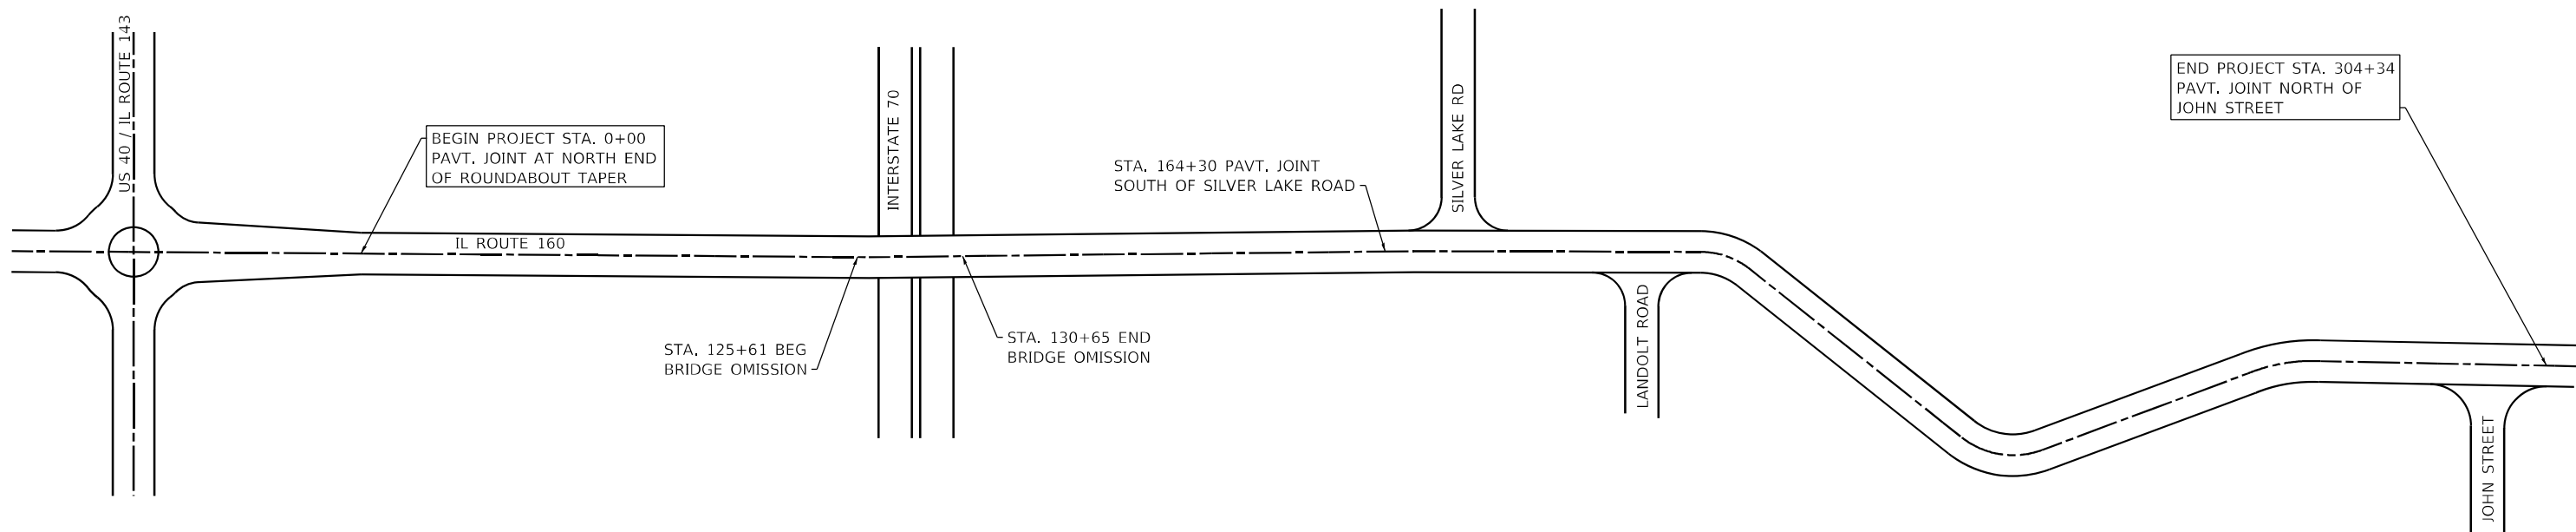 US 40 / IL ROUTE 143
BEGIN PROJECT STA. 0+00
PAVT. JOINT AT NORTH END
OF ROUNDABOUT TAPER
IL ROUTE 160
INTERSTATE 70
STA. 125+61 BEG
BRIDGE OMISSION
STA. 130+65 END
BRIDGE OMISSION
STA. 164+30 PAVT. JOINT
SOUTH OF SILVER LAKE ROAD
SILVER LAKE RD
LANDOLT ROAD
END PROJECT STA. 304+34
PAVT. JOINT NORTH OF
JOHN STREET
JOHN STREET